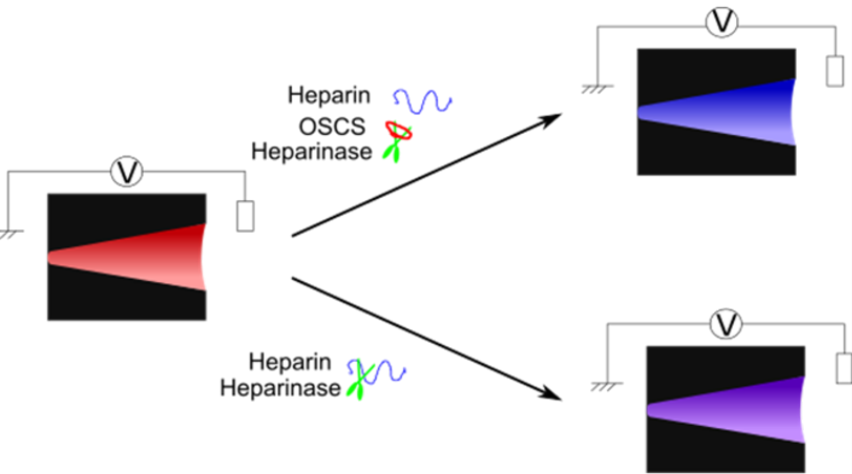 V
Heparin
OSCS
Heparinase
V
Heparin
Heparinase
V